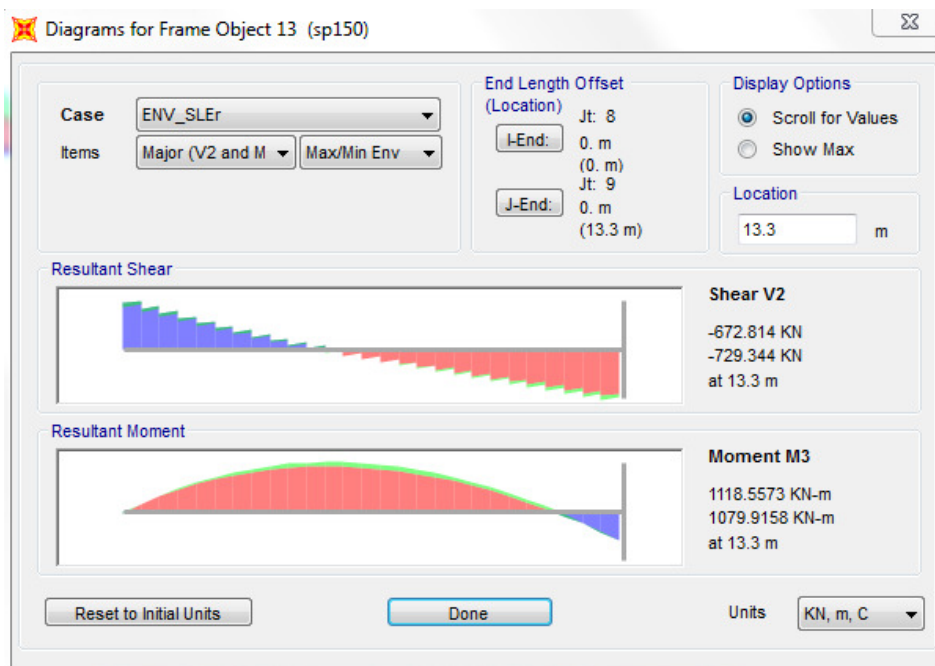 Diagrams for Frame Object 13 (sp150)
Case
ENV_SLEr
Items
Major (V2 and M
Max/Min Env
End Length Offset
(Location)
I-End:
Jt: 8
0. m
(0. m)
J-End:
Jt: 9
0. m
(13.3 m)
Display Options
Scroll for Values
Show Max
Location
13.3
m
Resultant Shear
Shear V2
-672.814 KN
-729.344 KN
at 13.3 m
Resultant Moment
Moment M3
1118.5573 KN-m
1079.9158 KN-m
at 13.3 m
Reset to Initial Units
Done
Units
KN, m, C